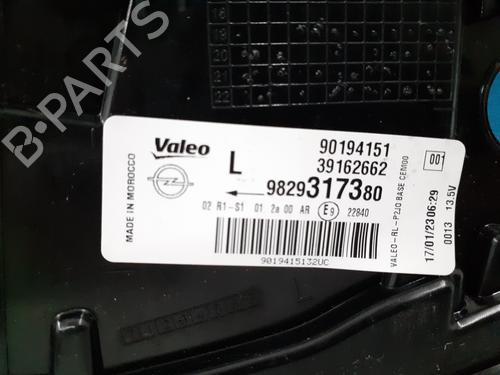 B-PARTS
Valeo
L
90194151
39162662
9829317380
02 R1-S1 01 2a 00 AR E9 22840
9019415132UC
MADE IN MOROCCO
001
VALEO-RL-P2JO BASE CEM00
17/01/23 06:29
0013 13.5V